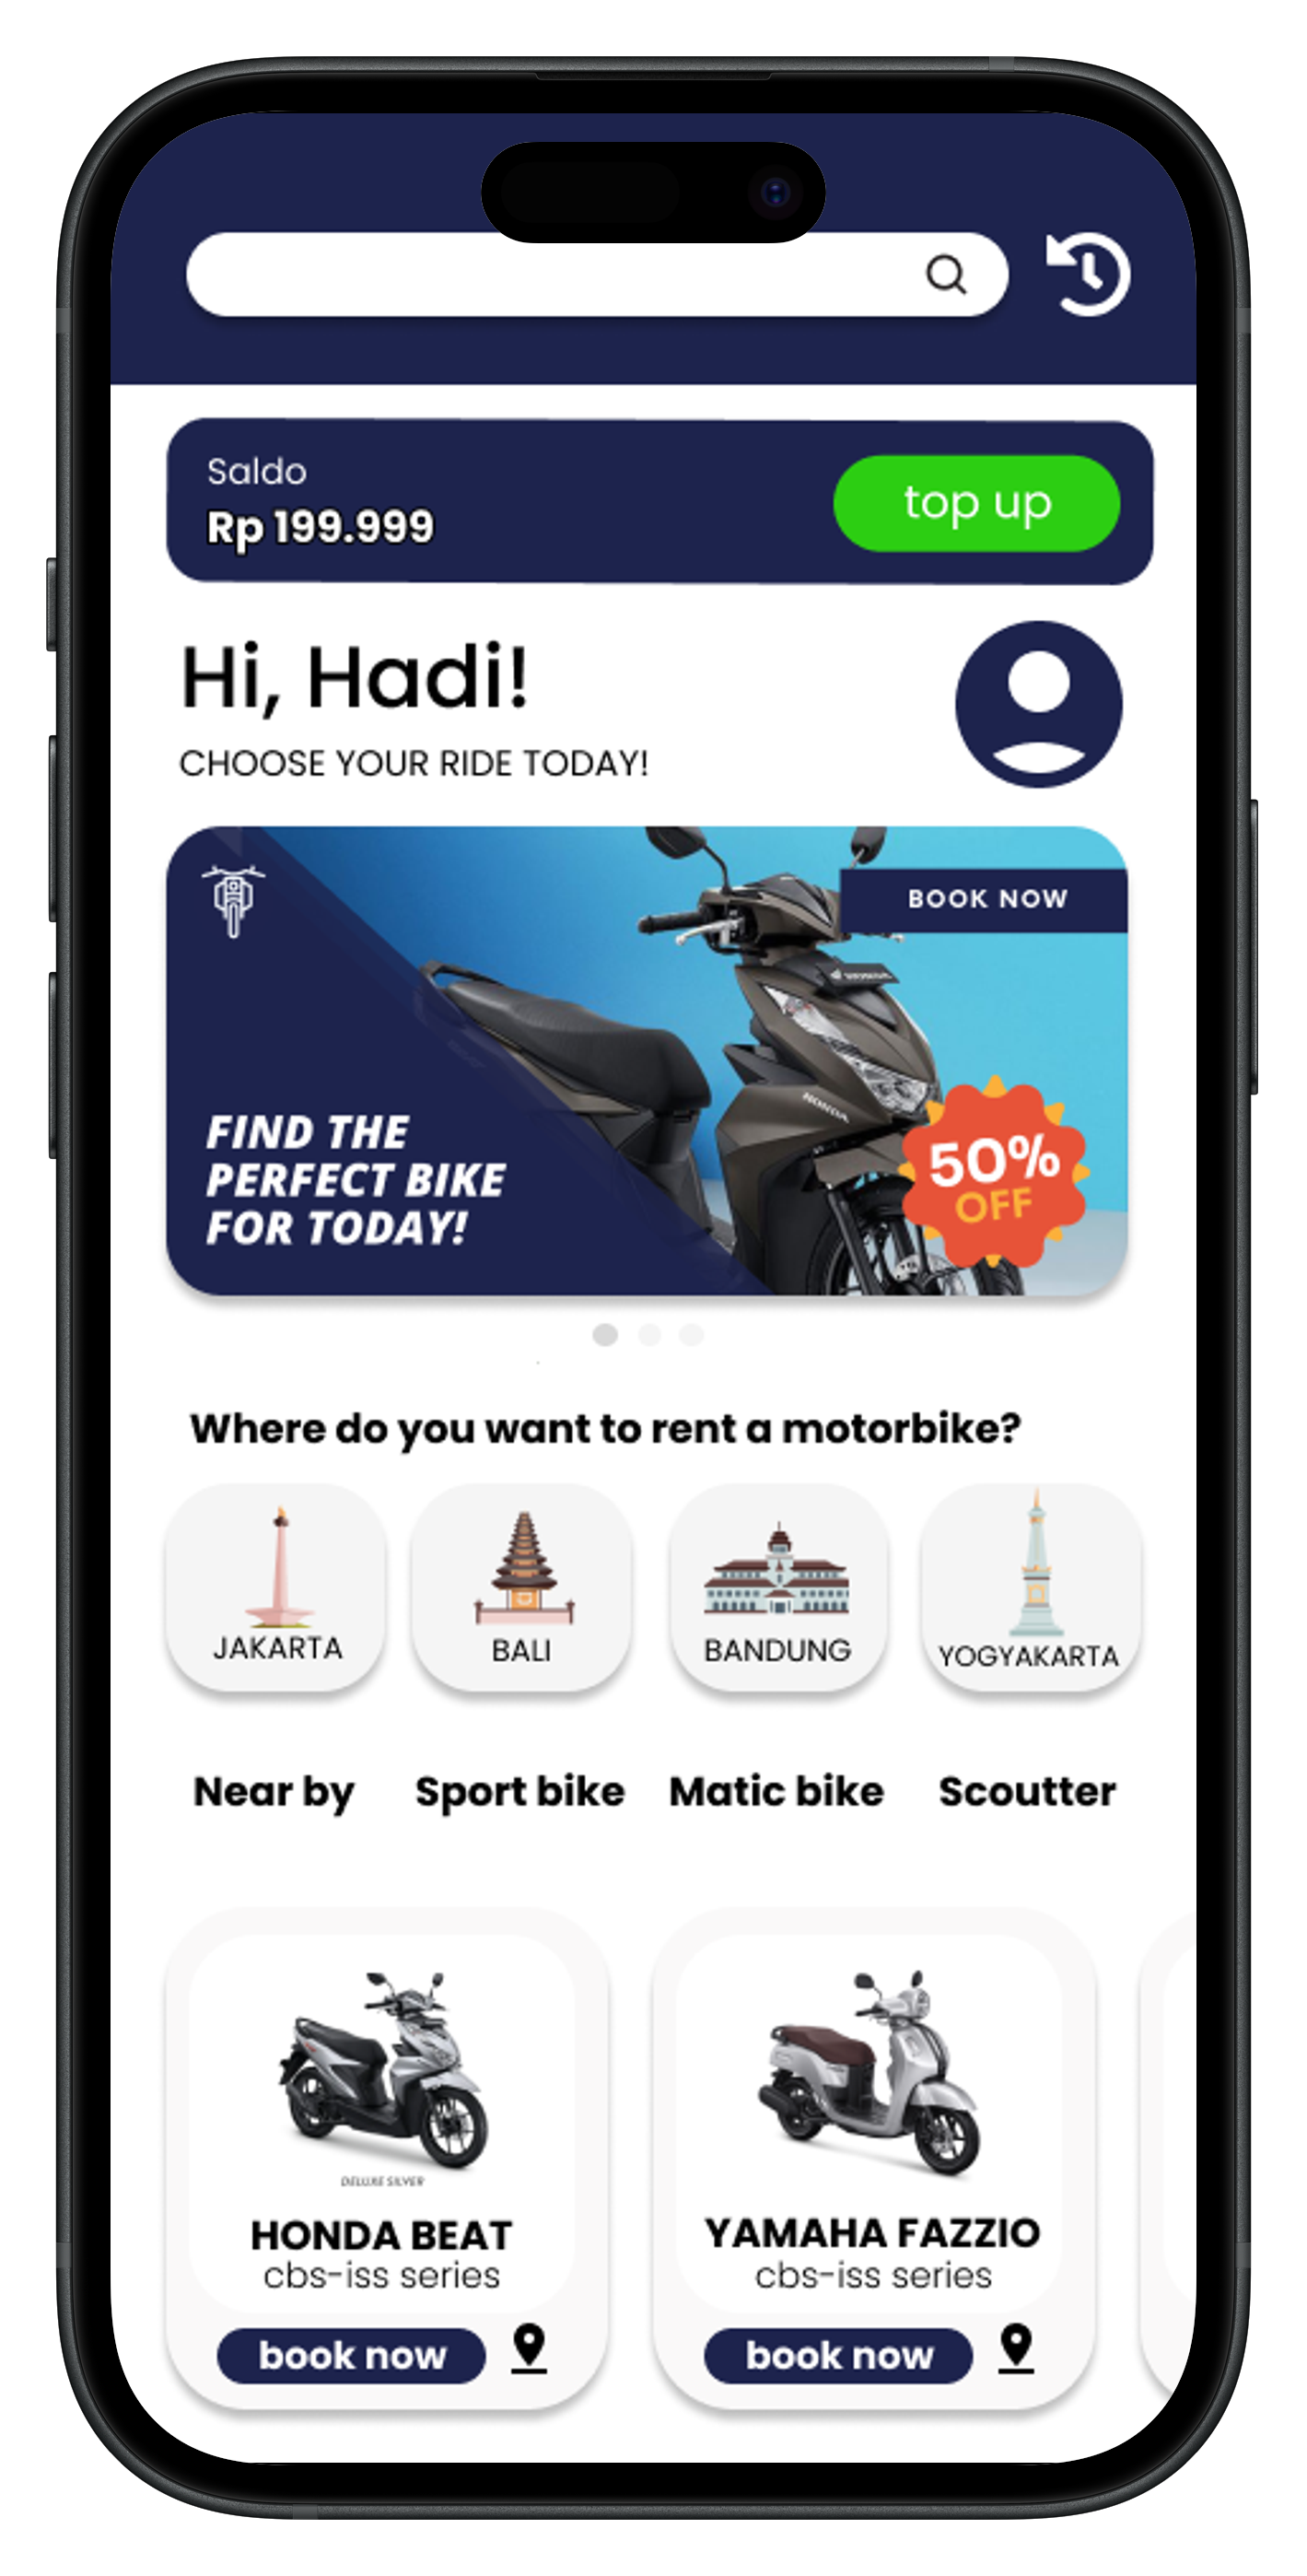 Saldo
Rp 199.999
top up
Hi, Hadi!
CHOOSE YOUR RIDE TODAY!
BOOK NOW
HONDA
HONDA
FIND THE
PERFECT BIKE
FOR TODAY!
50%
OFF
Where do you want to rent a motorbike?
JAKARTA
BALI
BANDUNG
YOGYAKARTA
Near by
Sport bike
Matic bike
Scoutter
DELUXE SILVER
HONDA BEAT
cbs-iss series
book now
YAMAHA FAZZIO
cbs-iss series
book now